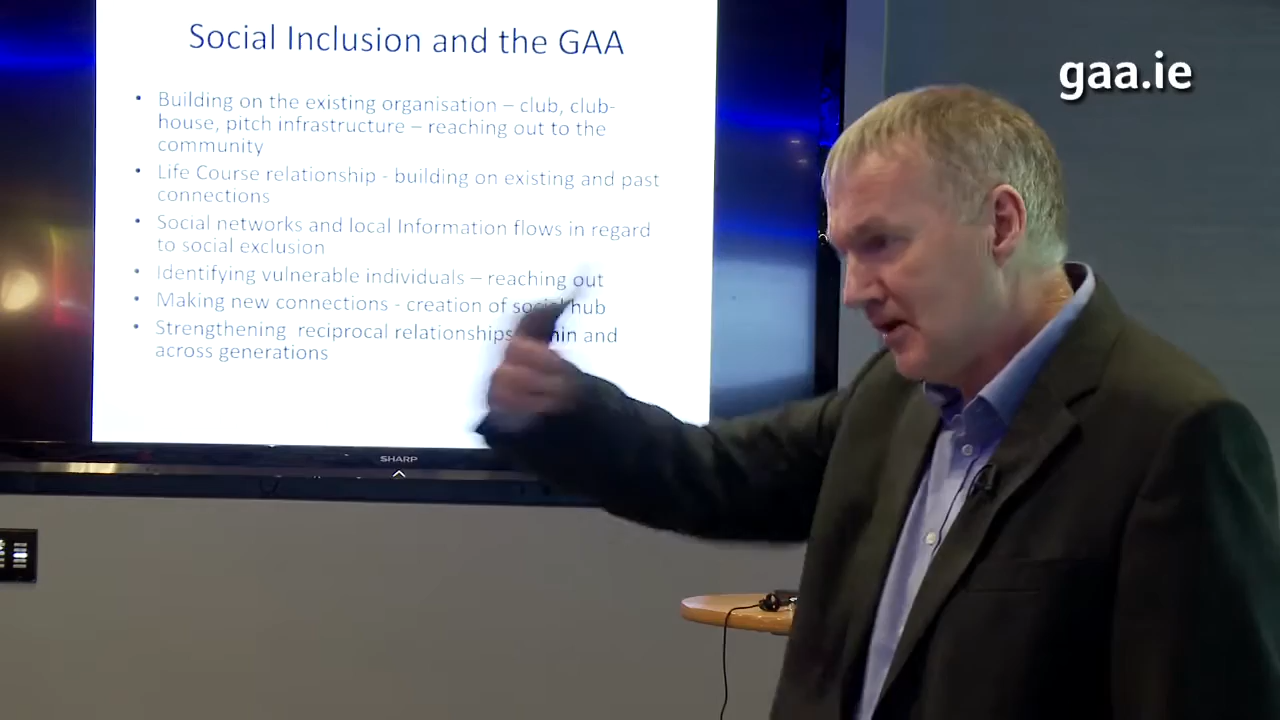 Social Inclusion and the GAA
gaa.ie
• Building on the existing organisation – club, club-
house, pitch infrastructure – reaching out to the
community
• Life Course relationship - building on existing and past
connections
• Social networks and local Information flows in regard
to social exclusion
• Identifying vulnerable individuals – reaching out
• Making new connections - creation of social hub
• Strengthening reciprocal relationships and
across generations
SHARP